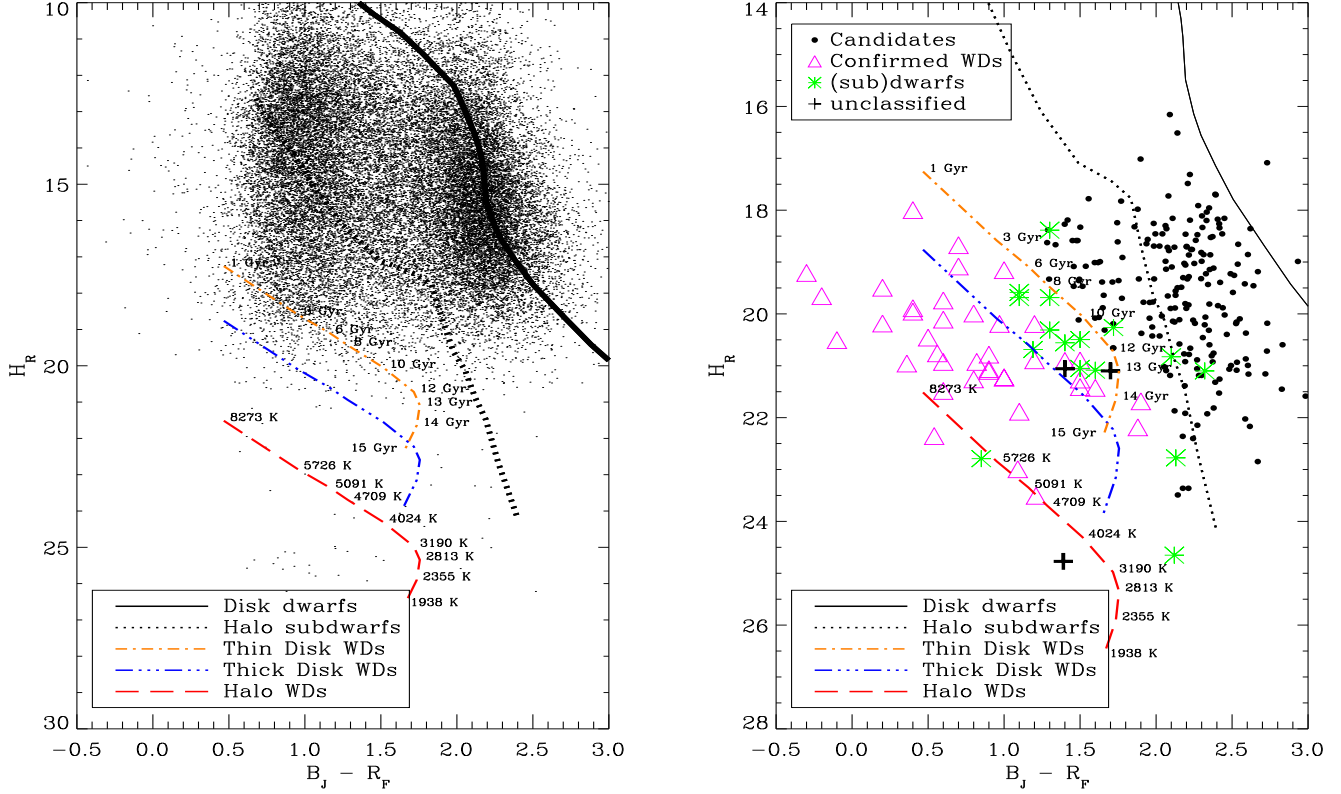 10
15
20
25
30
H_R
-0.5 0.0 0.5 1.0 1.5 2.0 2.5 3.0
B_J - R_F
1 Gyr
3 Gyr
6 Gyr
8 Gyr
10 Gyr
12 Gyr
13 Gyr
14 Gyr
15 Gyr
8273 K
5726 K
5091 K
4709 K
4024 K
3190 K
2813 K
2355 K
1938 K
Disk dwarfs
Halo subdwarfs
Thin Disk WDs
Thick Disk WDs
Halo WDs
14
16
18
20
22
24
26
28
H_R
-0.5 0.0 0.5 1.0 1.5 2.0 2.5 3.0
B_J - R_F
Candidates
Confirmed WDs
(sub)dwarfs
unclassified
1 Gyr
3 Gyr
6 Gyr
8 Gyr
10 Gyr
12 Gyr
13 Gyr
14 Gyr
15 Gyr
8273 K
5726 K
5091 K
4709 K
4024 K
3190 K
2813 K
2355 K
1938 K
Disk dwarfs
Halo subdwarfs
Thin Disk WDs
Thick Disk WDs
Halo WDs